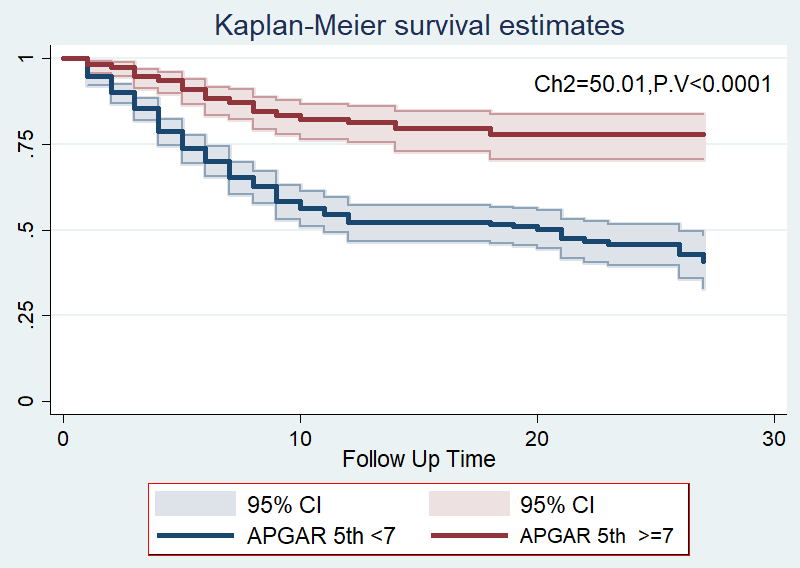 Kaplan-Meier survival estimates
Ch2=50.01,P.V<0.0001
1
.75
.5
.25
0
0 10 20 30
Follow Up Time
95% CI 95% CI
APGAR 5th <7 APGAR 5th >=7